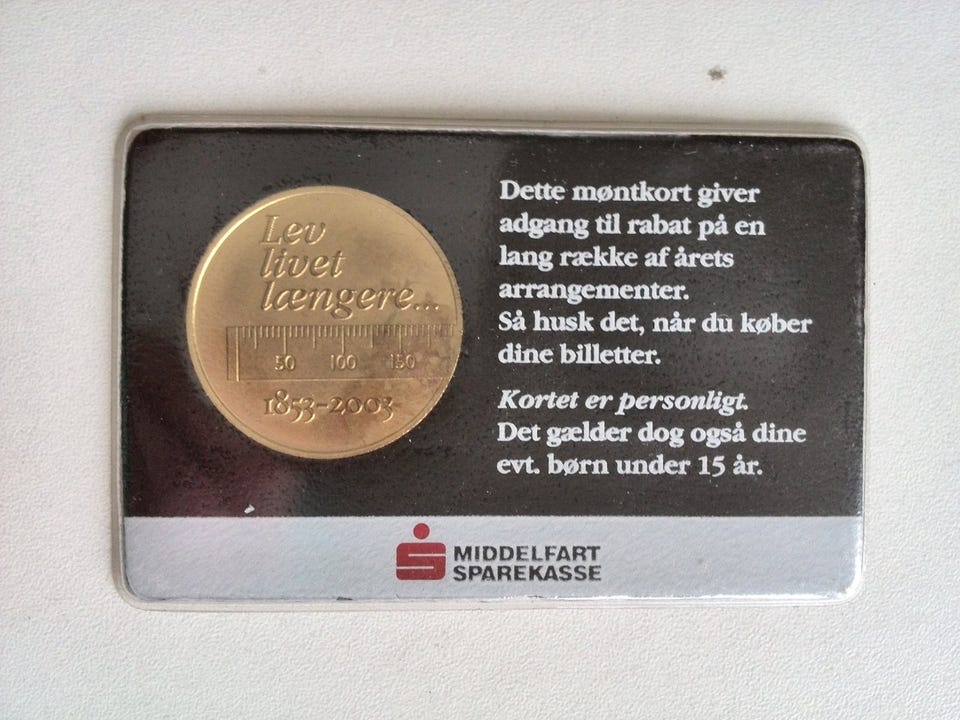 Lev
livet
længere...
50 100 150
1853-2003
Dette møntkort giver
adgang til rabat på en
lang række af årets
arrangementer.
Så husk det, når du køber
dine billetter.
Kortet er personligt.
Det gælder dog også dine
evt. børn under 15 år.
MIDDELFART
SPAREKASSE